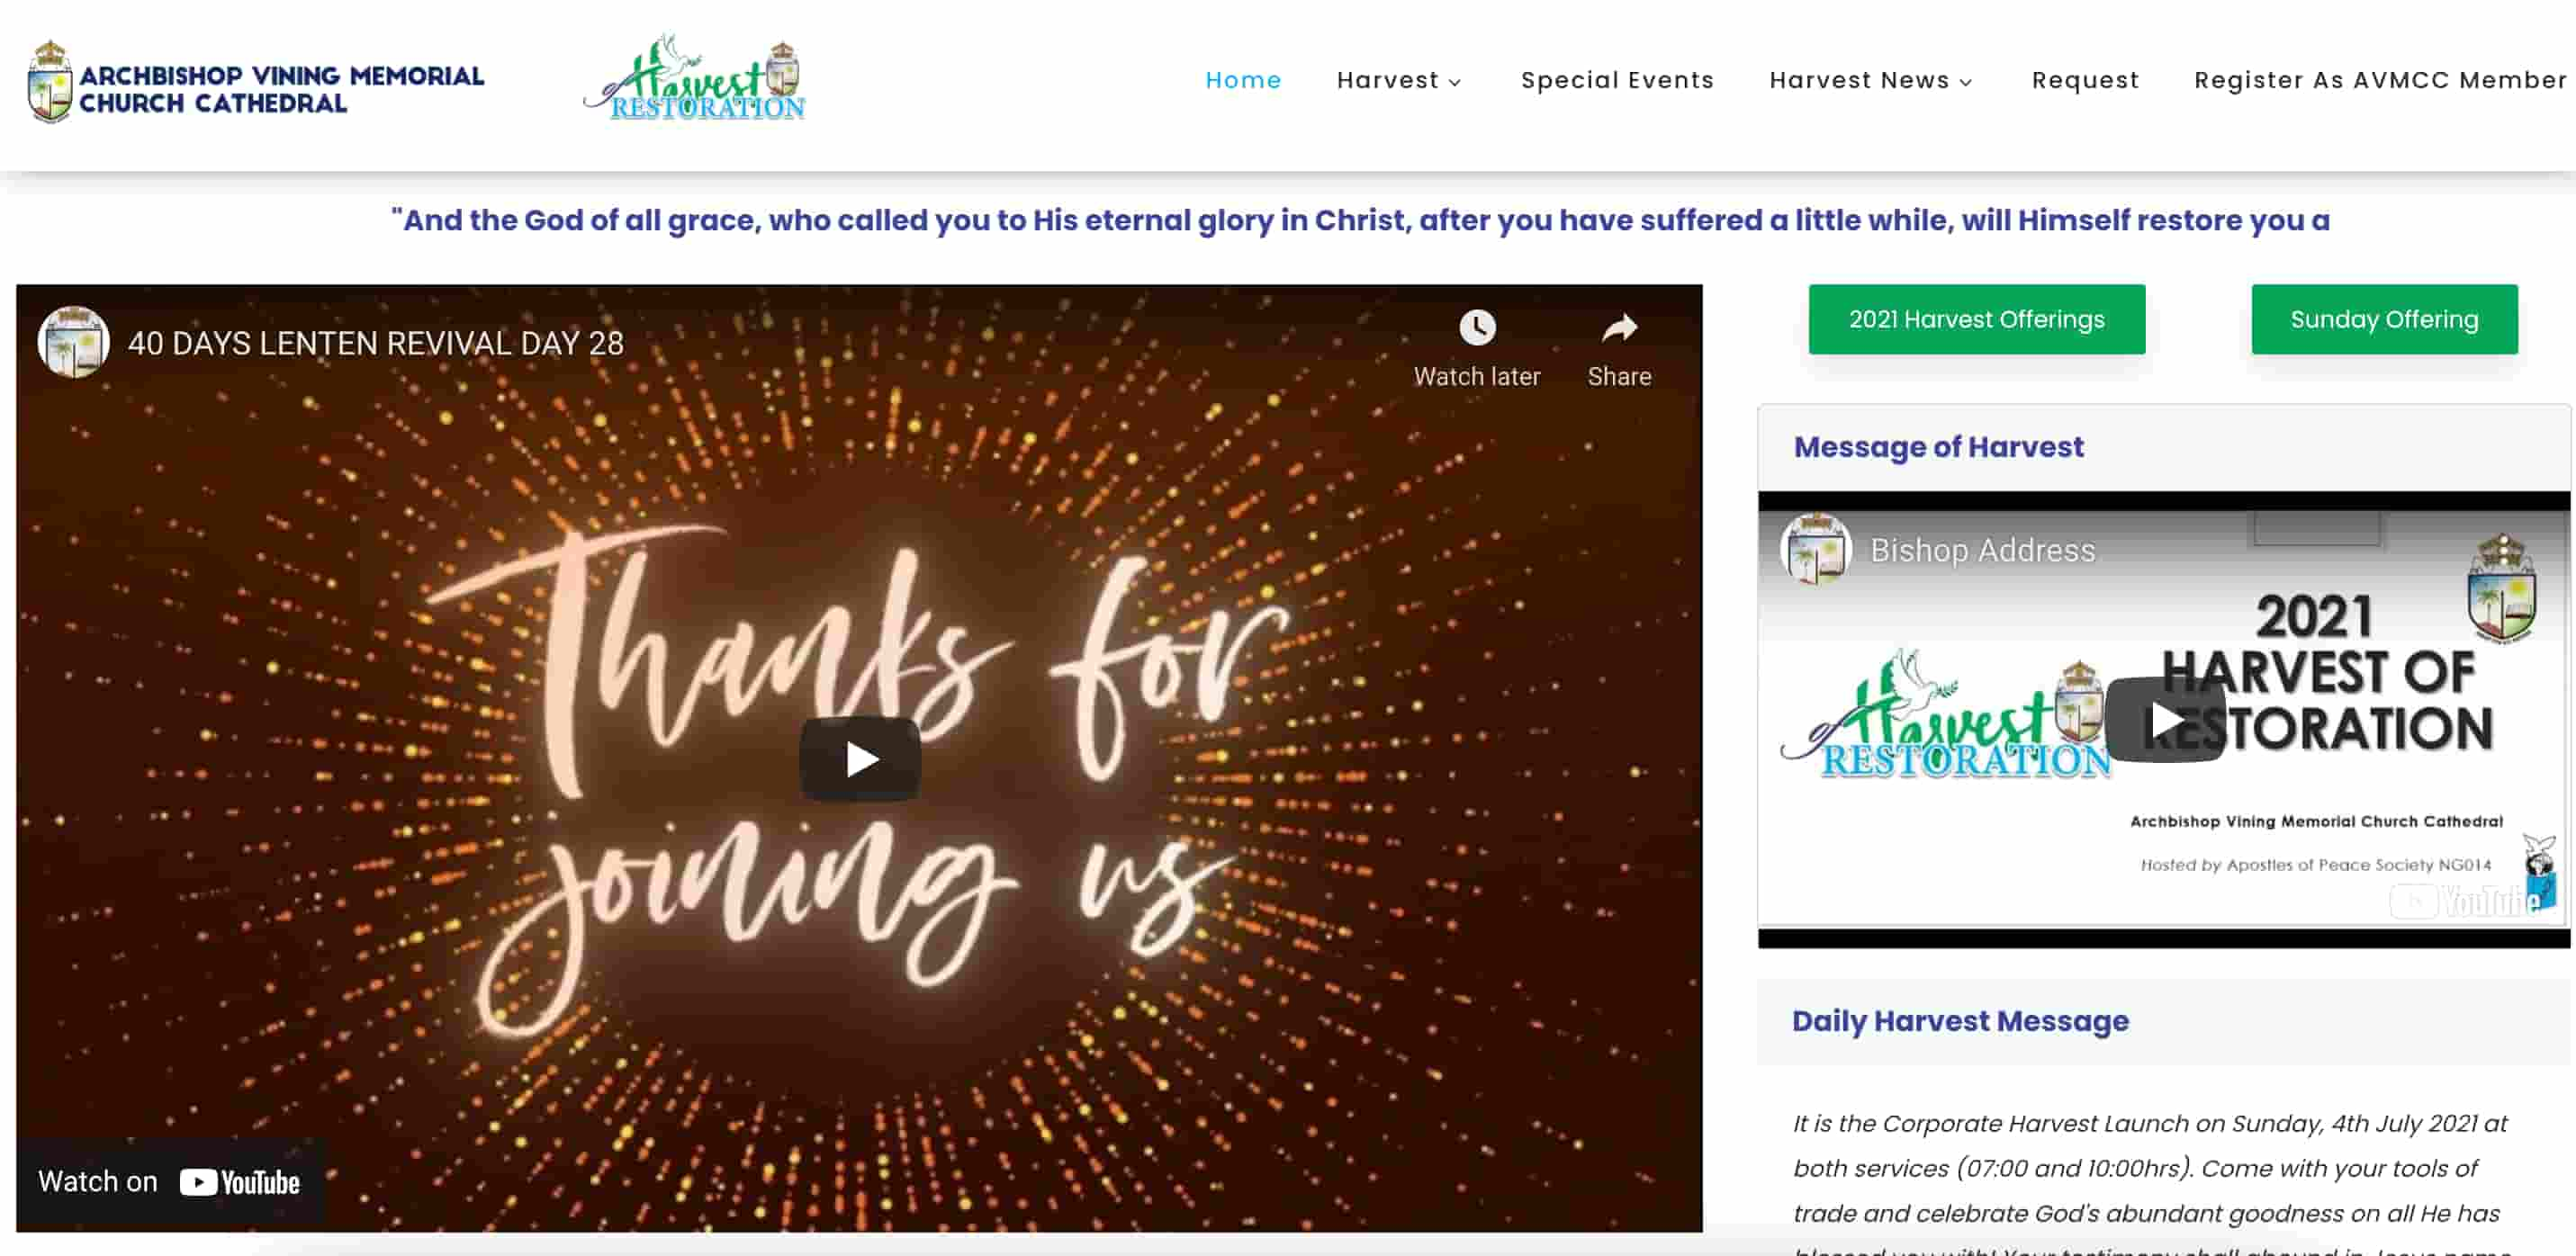 ARCHBISHOP VINING MEMORIAL
CHURCH CATHEDRAL
Harvest
of
RESTORATION
Home
Harvest
Special Events
Harvest News
Request
Register As AVMCC Member
"And the God of all grace, who called you to His eternal glory in Christ, after you have suffered a little while, will Himself restore you a
40 DAYS LENTEN REVIVAL DAY 28
Watch later
Share
Thanks for
joining us
Watch on YouTube
2021 Harvest Offerings
Sunday Offering
Message of Harvest
Bishop Address
2021
HARVEST OF
RESTORATION
Harvest
of
RESTORATION
Archbishop Vining Memorial Church Cathedral
Hosted by Apostles of Peace Society NG014
YouTube
Daily Harvest Message
It is the Corporate Harvest Launch on Sunday, 4th July 2021 at
both services (07:00 and 10:00hrs). Come with your tools of
trade and celebrate God's abundant goodness on all He has